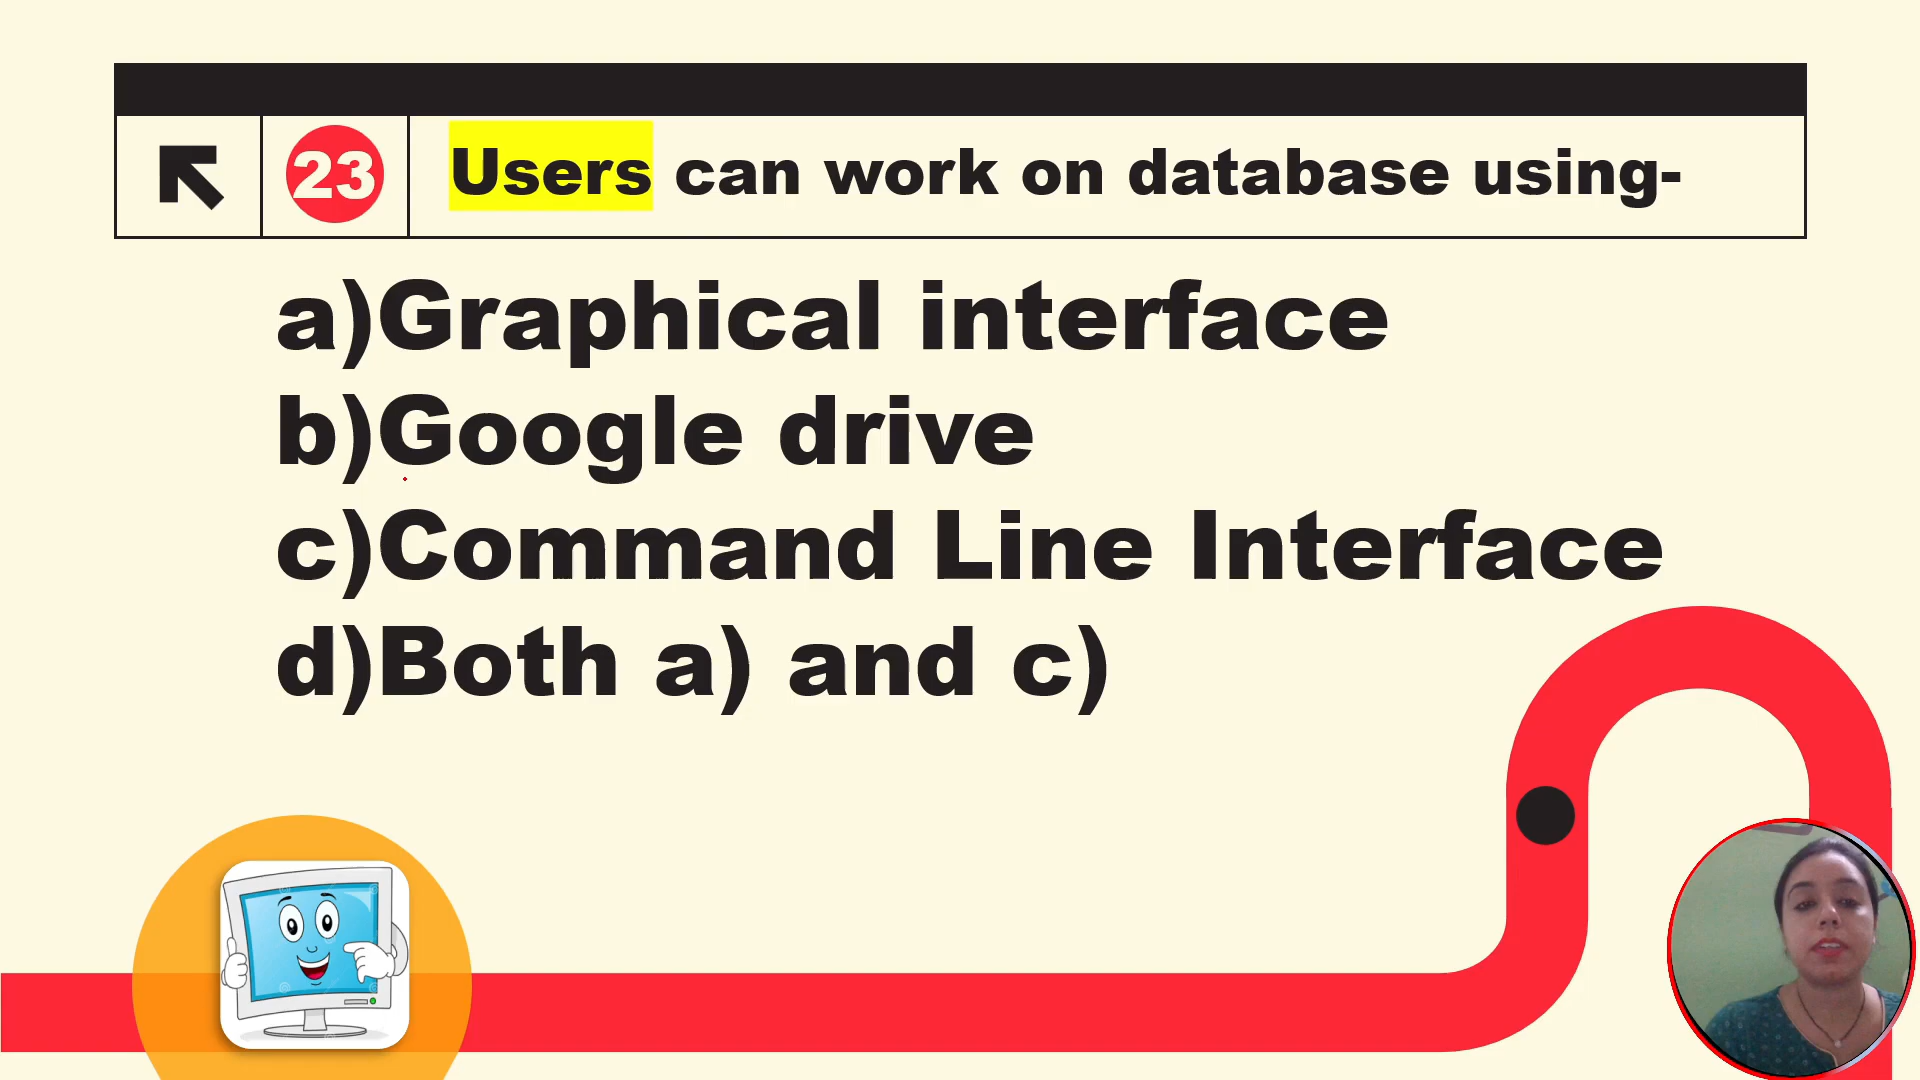 23 Users can work on database using-
a)Graphical interface
b)Google drive
c)Command Line Interface
d)Both a) and c)